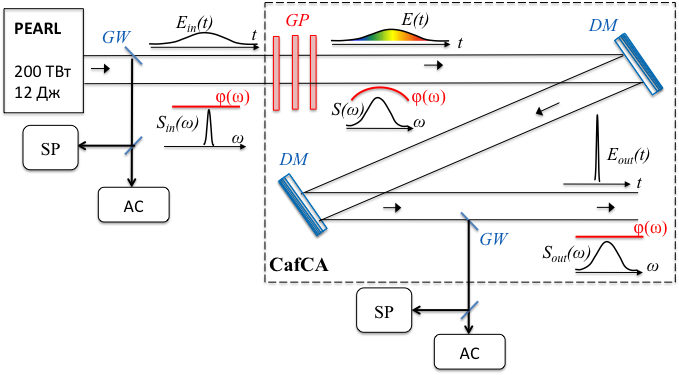 PEARL
200 ТВт
12 Дж
GW
E_in(t)
t
GP
E(t)
t
DM
φ(ω)
S_in(ω)
ω
φ(ω)
S(ω)
ω
SP
AC
DM
E_out(t)
t
GW
φ(ω)
S_out(ω)
ω
CafCA
SP
AC